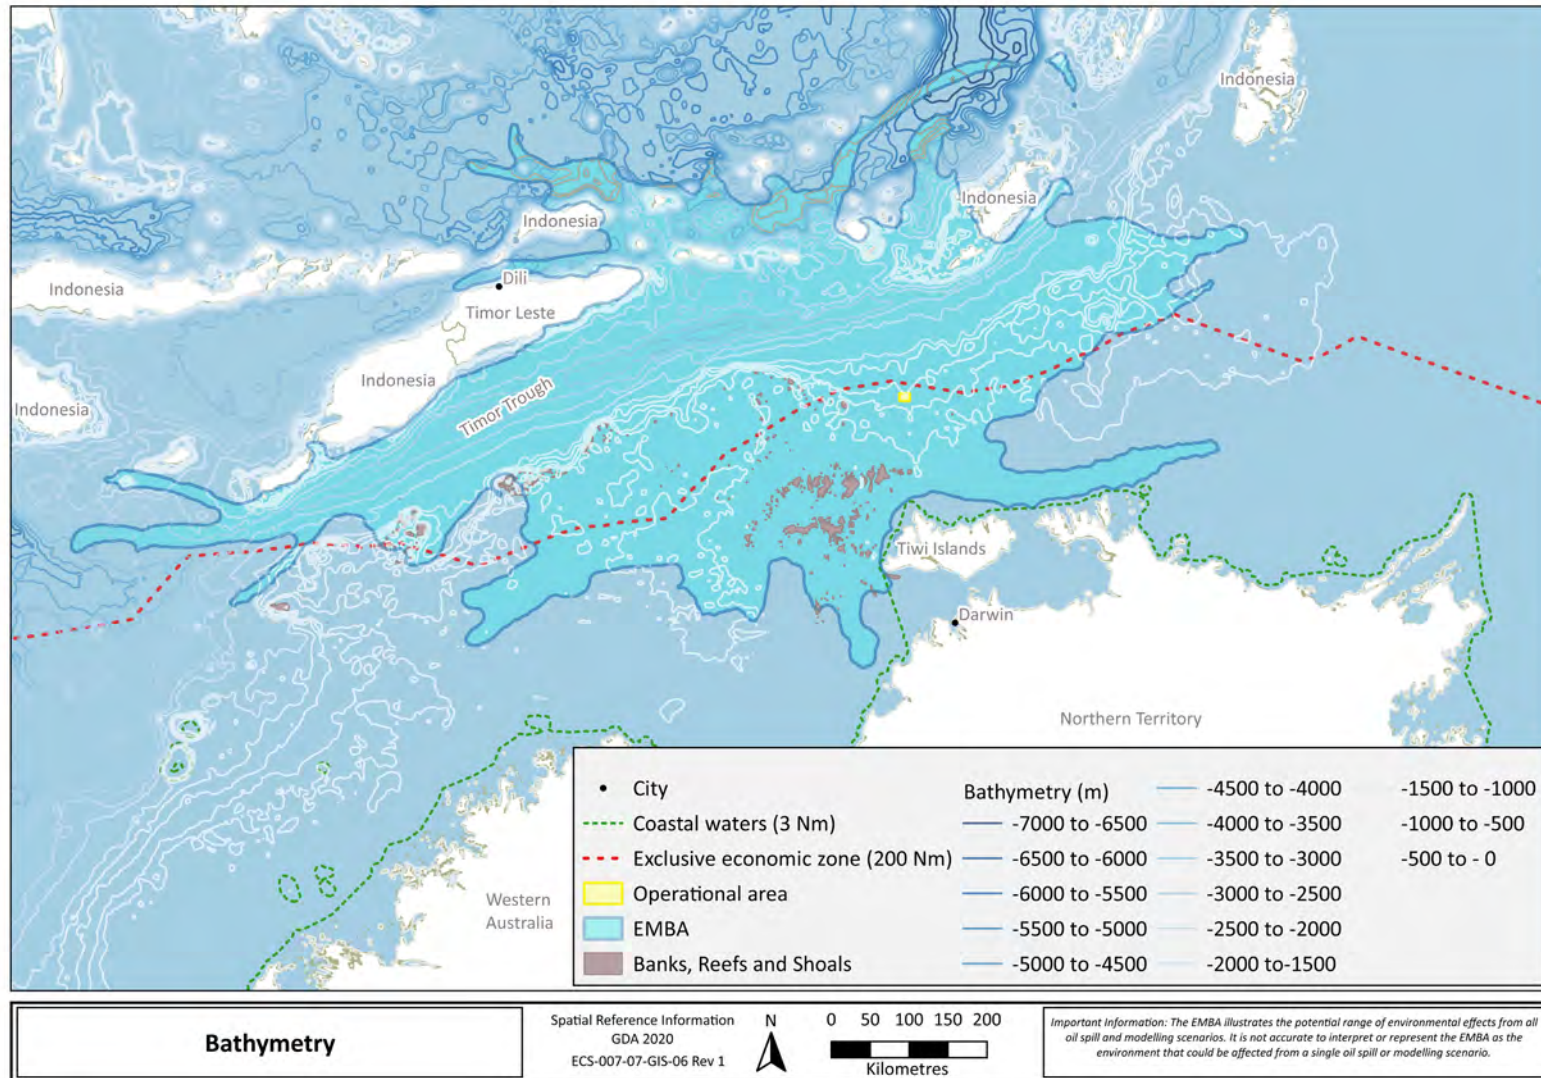 Indonesia
Indonesia
Indonesia
Indonesia
Dili
Timor Leste
Indonesia
Indonesia
Timor Trough
Tiwi Islands
Darwin
Northern Territory
Western
Australia
City
Coastal waters (3 Nm)
Exclusive economic zone (200 Nm)
Operational area
EMBA
Banks, Reefs and Shoals
Bathymetry (m)
-7000 to -6500
-6500 to -6000
-6000 to -5500
-5500 to -5000
-5000 to -4500
-4500 to -4000
-4000 to -3500
-3500 to -3000
-3000 to -2500
-2500 to -2000
-2000 to-1500
-1500 to -1000
-1000 to -500
-500 to - 0
Bathymetry
Spatial Reference Information
GDA 2020
ECS-007-07-GIS-06 Rev 1
N
0 50 100 150 200
Kilometres
Important Information: The EMBA illustrates the potential range of environmental effects from all
oil spill and modelling scenarios. It is not accurate to interpret or represent the EMBA as the
environment that could be affected from a single oil spill or modelling scenario.